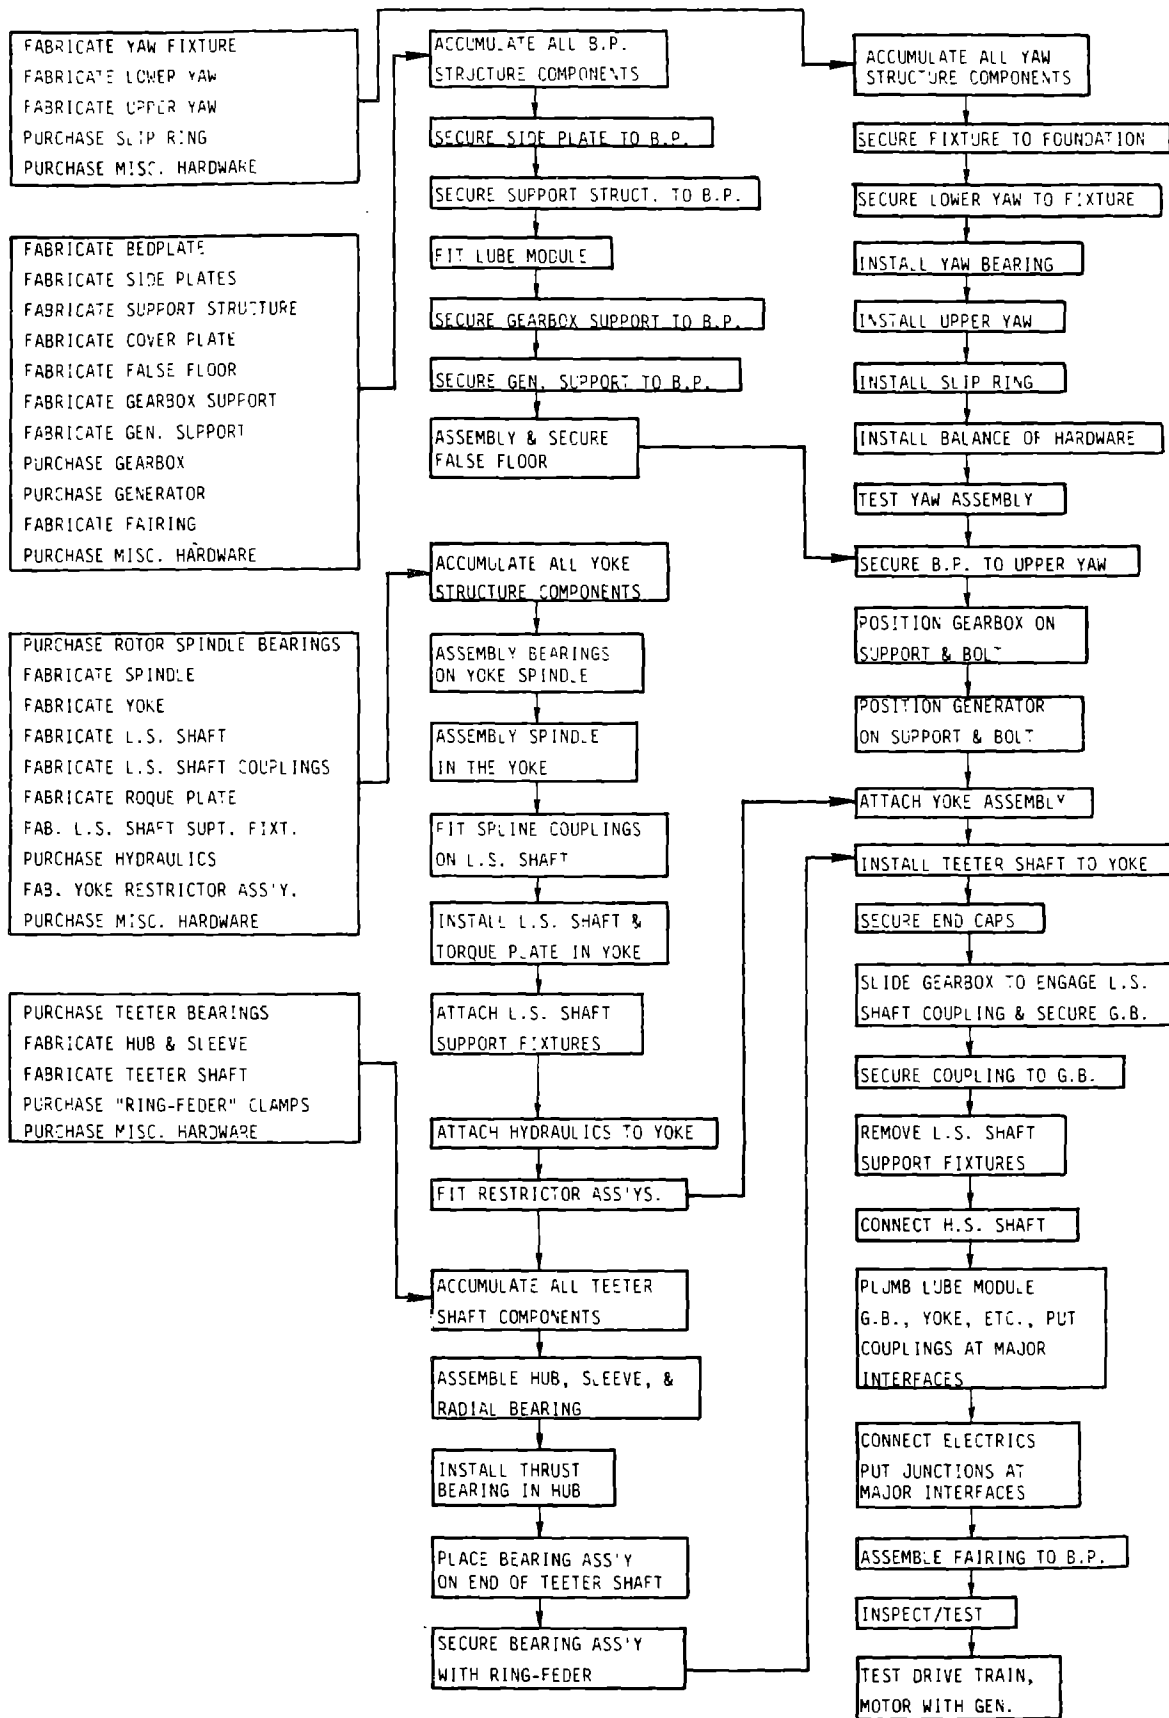 FABRICATE YAW FIXTURE
FABRICATE LOWER YAW
FABRICATE UPPER YAW
PURCHASE SLIP RING
PURCHASE MISC. HARDWARE
FABRICATE BEDPLATE
FABRICATE SIDE PLATES
FABRICATE SUPPORT STRUCTURE
FABRICATE COVER PLATE
FABRICATE FALSE FLOOR
FABRICATE GEARBOX SUPPORT
FABRICATE GEN. SUPPORT
PURCHASE GEARBOX
PURCHASE GENERATOR
FABRICATE FAIRING
PURCHASE MISC. HARDWARE
PURCHASE ROTOR SPINDLE BEARINGS
FABRICATE SPINDLE
FABRICATE YOKE
FABRICATE L.S. SHAFT
FABRICATE L.S. SHAFT COUPLINGS
FABRICATE ROQUE PLATE
FAB. L.S. SHAFT SUPT. FIXT.
PURCHASE HYDRAULICS
FAB. YOKE RESTRICTOR ASS'Y.
PURCHASE MISC. HARDWARE
PURCHASE TEETER BEARINGS
FABRICATE HUB & SLEEVE
FABRICATE TEETER SHAFT
PURCHASE "RING-FEDER" CLAMPS
PURCHASE MISC. HARDWARE
ACCUMULATE ALL B.P.
STRUCTURE COMPONENTS
SECURE SIDE PLATE TO B.P.
SECURE SUPPORT STRUCT. TO B.P.
FIT LUBE MODULE
SECURE GEARBOX SUPPORT TO B.P.
SECURE GEN. SUPPORT TO B.P.
ASSEMBLY & SECURE
FALSE FLOOR
ACCUMULATE ALL YOKE
STRUCTURE COMPONENTS
ASSEMBLY BEARINGS
ON YOKE SPINDLE
ASSEMBLY SPINDLE
IN THE YOKE
FIT SPLINE COUPLINGS
ON L.S. SHAFT
INSTALL L.S. SHAFT &
TORQUE PLATE IN YOKE
ATTACH L.S. SHAFT
SUPPORT FIXTURES
ATTACH HYDRAULICS TO YOKE
FIT RESTRICTOR ASS'YS.
ACCUMULATE ALL TEETER
SHAFT COMPONENTS
ASSEMBLE HUB, SLEEVE, &
RADIAL BEARING
INSTALL THRUST
BEARING IN HUB
PLACE BEARING ASS'Y
ON END OF TEETER SHAFT
SECURE BEARING ASS'Y
WITH RING-FEDER
ACCUMULATE ALL YAW
STRUCTURE COMPONENTS
SECURE FIXTURE TO FOUNDATION
SECURE LOWER YAW TO FIXTURE
INSTALL YAW BEARING
INSTALL UPPER YAW
INSTALL SLIP RING
INSTALL BALANCE OF HARDWARE
TEST YAW ASSEMBLY
SECURE B.P. TO UPPER YAW
POSITION GEARBOX ON
SUPPORT & BOLT
POSITION GENERATOR
ON SUPPORT & BOLT
ATTACH YOKE ASSEMBLY
INSTALL TEETER SHAFT TO YOKE
SECURE END CAPS
SLIDE GEARBOX TO ENGAGE L.S.
SHAFT COUPLING & SECURE G.B.
SECURE COUPLING TO G.B.
REMOVE L.S. SHAFT
SUPPORT FIXTURES
CONNECT H.S. SHAFT
PLUMB LUBE MODULE
G.B., YOKE, ETC., PUT
COUPLINGS AT MAJOR
INTERFACES
CONNECT ELECTRICS
PUT JUNCTIONS AT
MAJOR INTERFACES
ASSEMBLE FAIRING TO B.P.
INSPECT/TEST
TEST DRIVE TRAIN,
MOTOR WITH GEN.